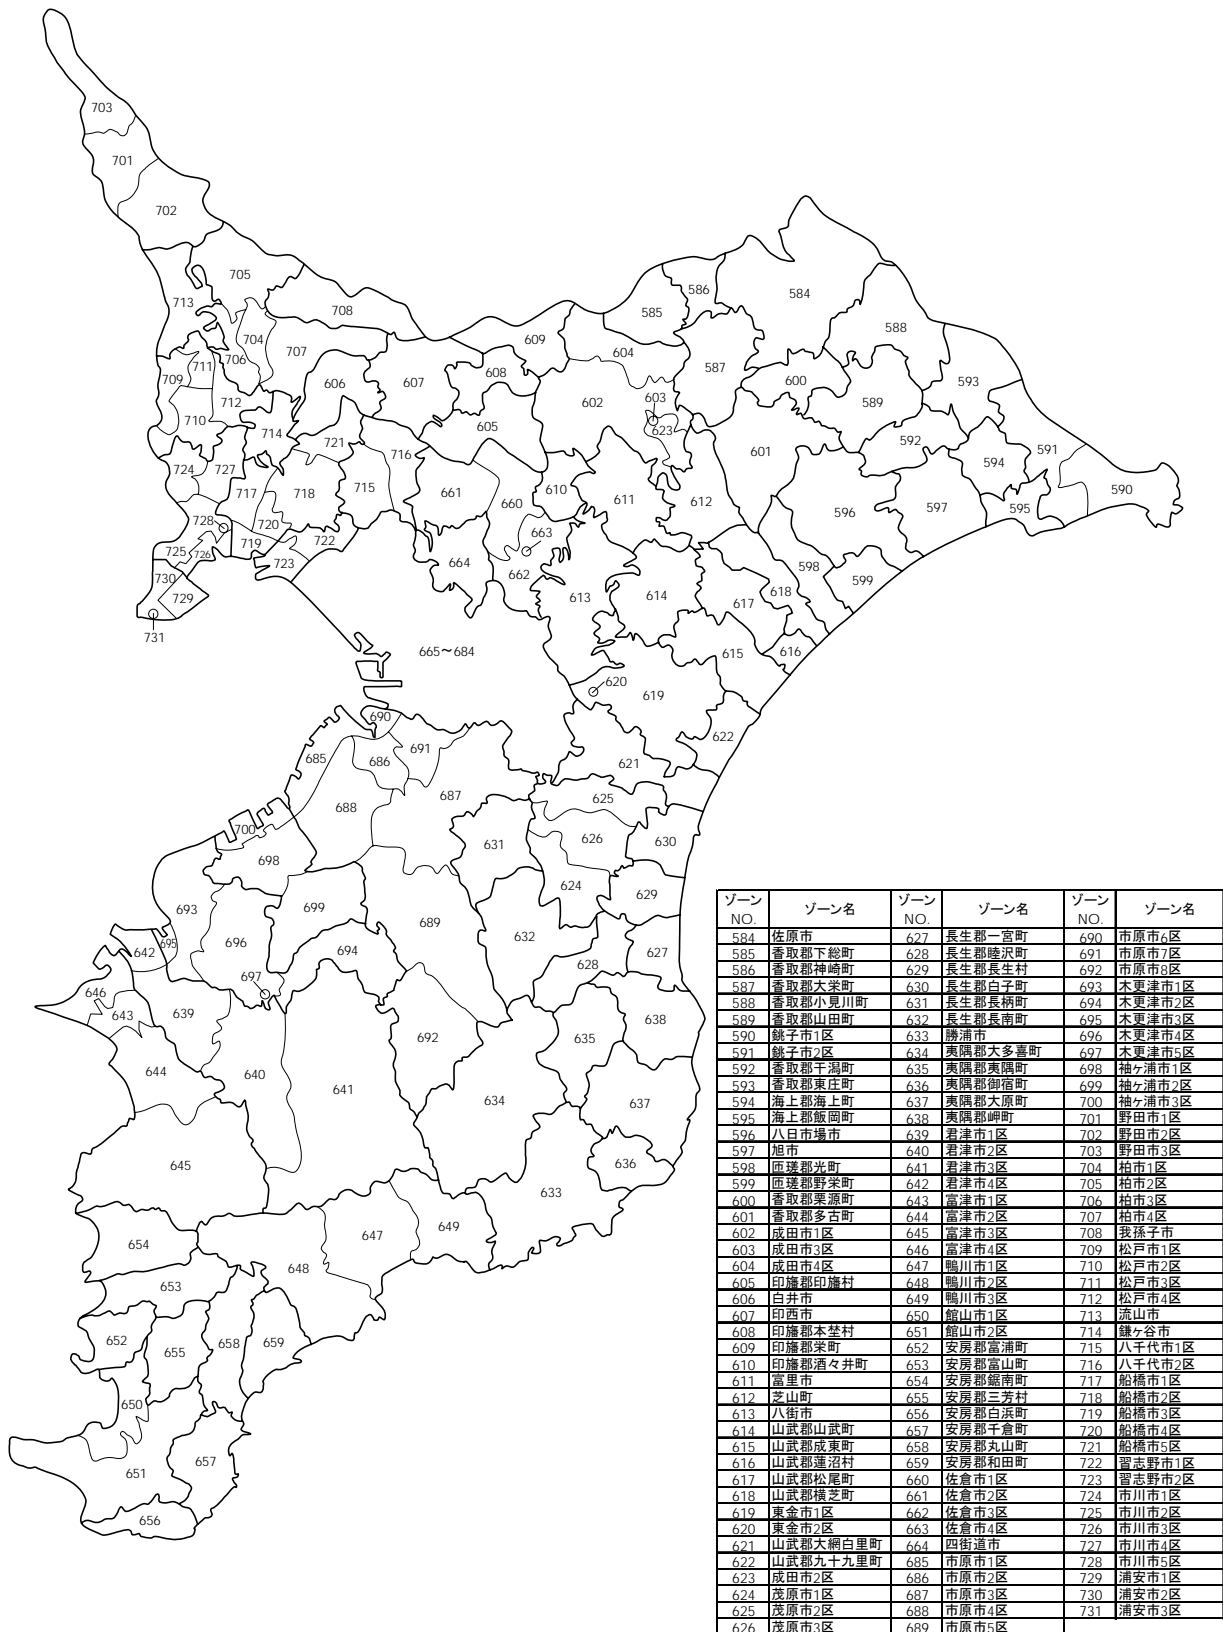 703
701
702
705
713
708
704
707
706
711
709
712
710
714
606
607
608
609
585
586
584
604
587
588
600
593
602
603
623
589
605
721
716
601
592
594
591
590
724
727
717
718
715
661
660
610
611
612
596
597
595
728
720
663
725
726
719
722
723
664
662
598
599
730
729
613
614
617
618
731
665～684
615
616
620
619
690
622
685
686
691
621
688
687
625
700
698
631
626
630
624
629
693
699
689
632
642
695
696
694
628
627
697
646
643
639
638
692
635
644
640
641
634
637
645
636
633
654
647
649
653
648
652
655
658
659
650
651
657
656
ゾーンNO. ゾーン名 ゾーンNO. ゾーン名 ゾーンNO. ゾーン名
584 佐原市 627 長生郡一宮町 690 市原市6区
585 香取郡下総町 628 長生郡睦沢町 691 市原市7区
586 香取郡神崎町 629 長生郡長生村 692 市原市8区
587 香取郡大栄町 630 長生郡白子町 693 木更津市1区
588 香取郡小見川町 631 長生郡長柄町 694 木更津市2区
589 香取郡山田町 632 長生郡長南町 695 木更津市3区
590 銚子市1区 633 勝浦市 696 木更津市4区
591 銚子市2区 634 夷隅郡大多喜町 697 木更津市5区
592 香取郡干潟町 635 夷隅郡夷隅町 698 袖ヶ浦市1区
593 香取郡東庄町 636 夷隅郡御宿町 699 袖ヶ浦市2区
594 海上郡海上町 637 夷隅郡大原町 700 袖ヶ浦市3区
595 海上郡飯岡町 638 夷隅郡岬町 701 野田市1区
596 八日市場市 639 君津市1区 702 野田市2区
597 旭市 640 君津市2区 703 野田市3区
598 匝瑳郡光町 641 君津市3区 704 柏市1区
599 匝瑳郡野栄町 642 君津市4区 705 柏市2区
600 香取郡栗源町 643 富津市1区 706 柏市3区
601 香取郡多古町 644 富津市2区 707 柏市4区
602 成田市1区 645 富津市3区 708 我孫子市
603 成田市3区 646 富津市4区 709 松戸市1区
604 成田市4区 647 鴨川市1区 710 松戸市2区
605 印旛郡印旛村 648 鴨川市2区 711 松戸市3区
606 白井市 649 鴨川市3区 712 松戸市4区
607 印西市 650 館山市1区 713 流山市
608 印旛郡本埜村 651 館山市2区 714 鎌ヶ谷市
609 印旛郡栄町 652 安房郡富浦町 715 八千代市1区
610 印旛郡酒々井町 653 安房郡富山町 716 八千代市2区
611 富里市 654 安房郡鋸南町 717 船橋市1区
612 芝山町 655 安房郡三芳村 718 船橋市2区
613 八街市 656 安房郡白浜町 719 船橋市3区
614 山武郡山武町 657 安房郡千倉町 720 船橋市4区
615 山武郡成東町 658 安房郡丸山町 721 船橋市5区
616 山武郡蓮沼村 659 安房郡和田町 722 習志野市1区
617 山武郡松尾町 660 佐倉市1区 723 習志野市2区
618 山武郡横芝町 661 佐倉市2区 724 市川市1区
619 東金市1区 662 佐倉市3区 725 市川市2区
620 東金市2区 663 佐倉市4区 726 市川市3区
621 山武郡大網白里町 664 四街道市 727 市川市4区
622 山武郡九十九里町 685 市原市1区 728 市川市5区
623 成田市2区 686 市原市2区 729 浦安市1区
624 茂原市1区 687 市原市3区 730 浦安市2区
625 茂原市2区 688 市原市4区 731 浦安市3区
626 茂原市3区 689 市原市5区